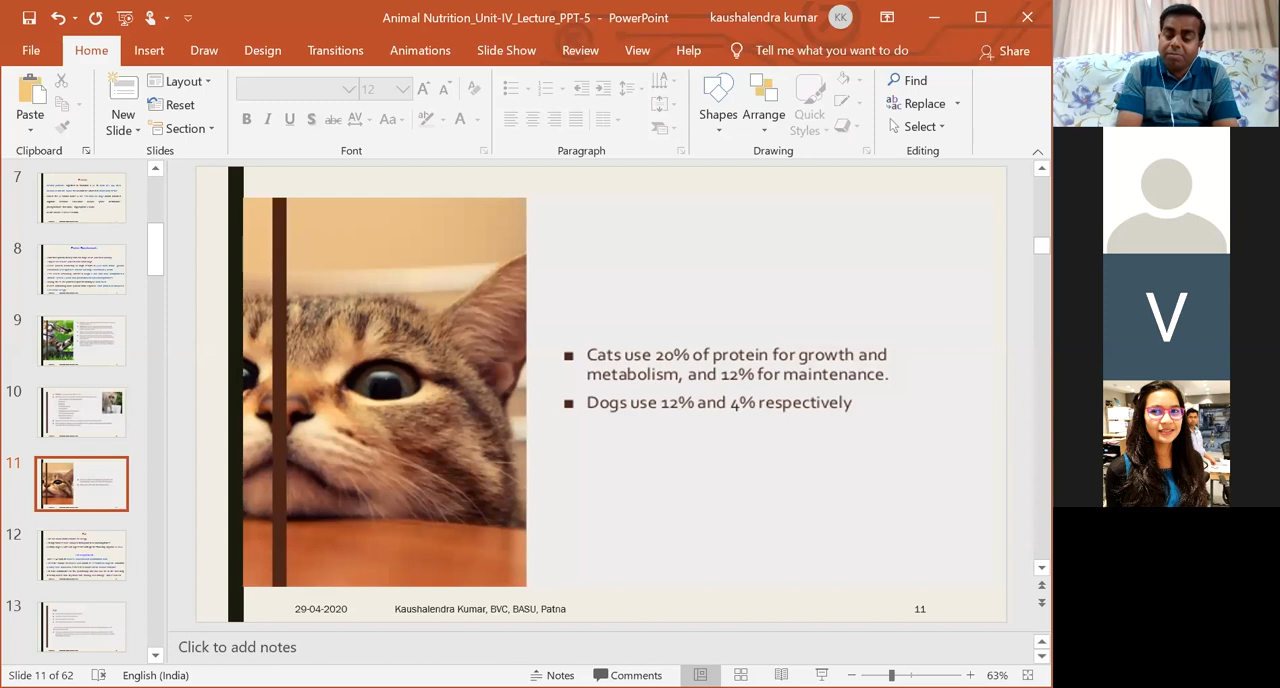 Animal Nutrition_Unit-IV_Lecture_PPT-5 - PowerPoint
kaushalendra kumar
KK
File
Home
Insert
Draw
Design
Transitions
Animations
Slide Show
Review
View
Help
Tell me what you want to do
Share
Paste
Clipboard
New
Slide
Layout
Reset
Section
Slides
12
A A
B I U S abc AV Aa A
Font
Paragraph
Shapes
Arrange
Quick
Styles
Drawing
Find
Replace
Select
Editing
7
8
9
10
11
12
13
■ Cats use 20% of protein for growth and
metabolism, and 12% for maintenance.
■ Dogs use 12% and 4% respectively
29-04-2020
Kaushalendra Kumar, BVC, BASU, Patna
11
Click to add notes
Slide 11 of 62
English (India)
Notes
Comments
63%
V